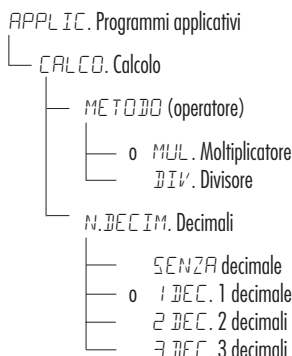 APPLIC. Programmi applicativi
CALCO. Calcolo
METODO (operatore)
o MUL. Moltiplicatore
DIV. Divisore
N.DECIM. Decimali
SENZA decimale
o 1 DEC. 1 decimale
2 DEC. 2 decimali
3 DEC. 3 decimali